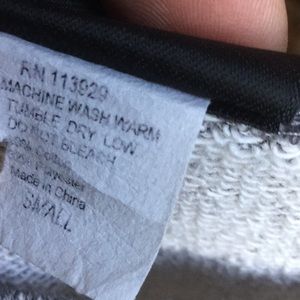 RN 113929
MACHINE WASH WARM
TUMBLE DRY LOW
DO NOT BLEACH
Cotton
Polyester
Made in China
SMALL